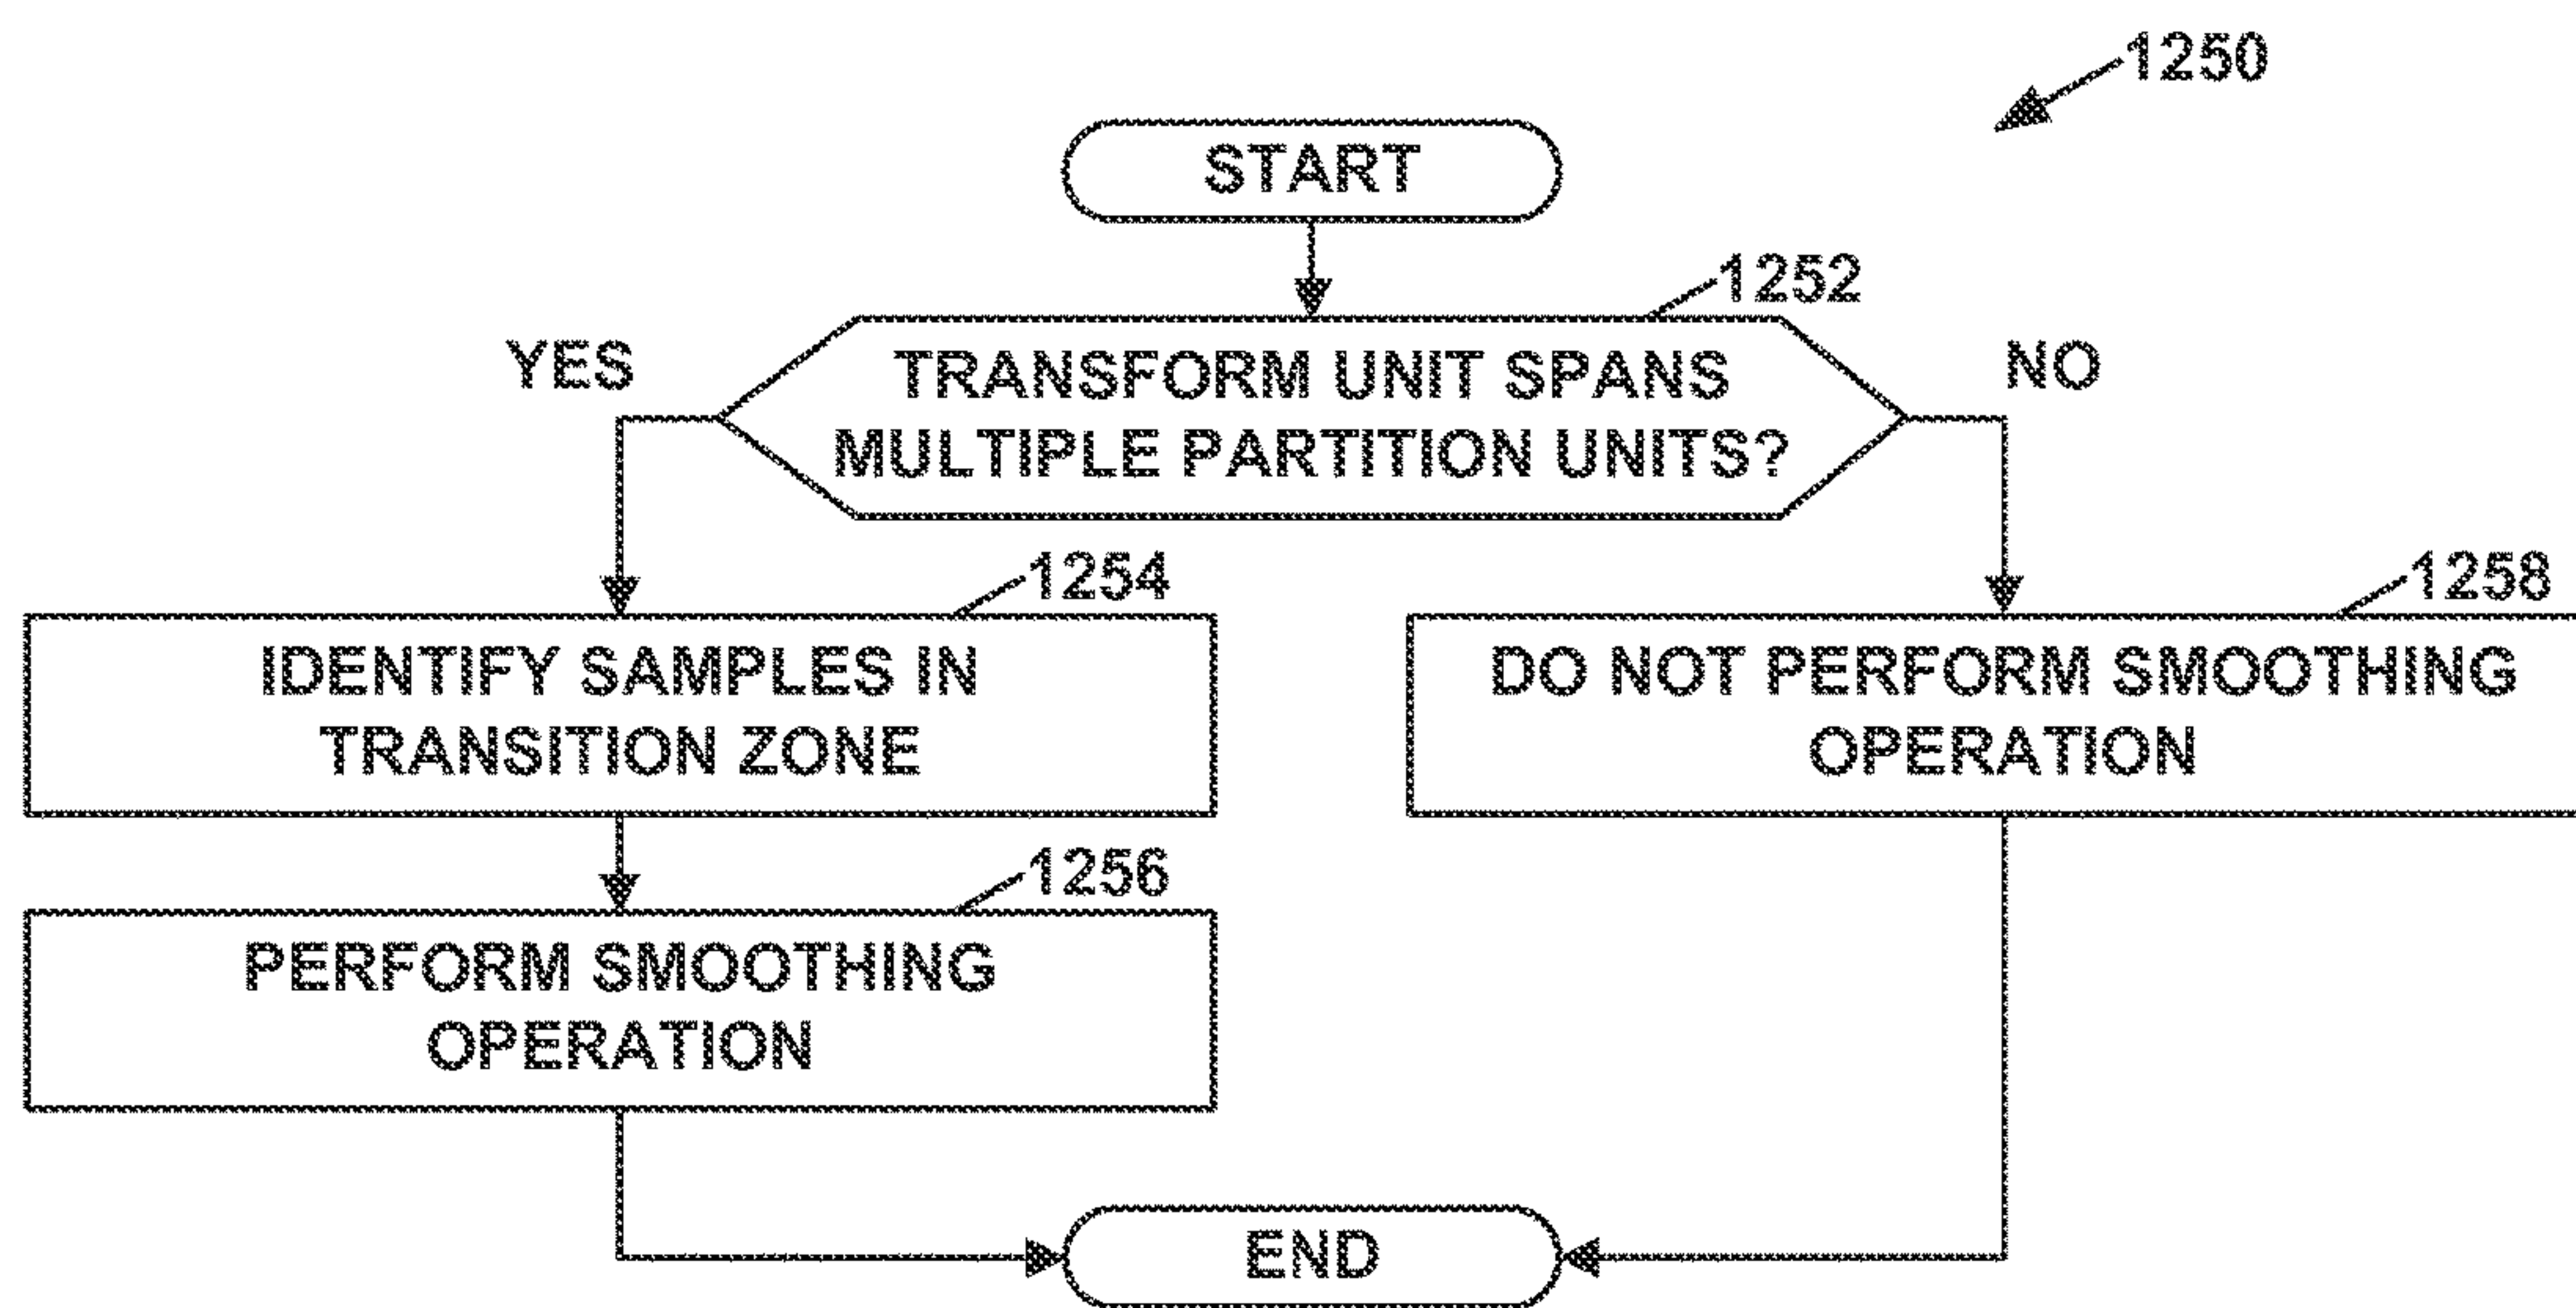 1250
START
1252
YES
NO
TRANSFORM UNIT SPANS
MULTIPLE PARTITION UNITS?
1254
1258
IDENTIFY SAMPLES IN
TRANSITION ZONE
DO NOT PERFORM SMOOTHING
OPERATION
1256
PERFORM SMOOTHING
OPERATION
END